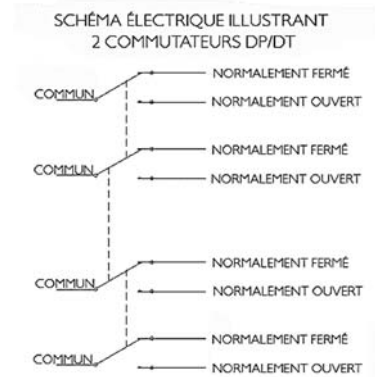 SCHÉMA ÉLECTRIQUE ILLUSTRANT
2 COMMUTATEURS DP/DT
NORMALEMENT FERMÉ
COMMUN
NORMALEMENT OUVERT
NORMALEMENT FERMÉ
COMMUN
NORMALEMENT OUVERT
NORMALEMENT FERMÉ
COMMUN
NORMALEMENT OUVERT
NORMALEMENT FERMÉ
COMMUN
NORMALEMENT OUVERT